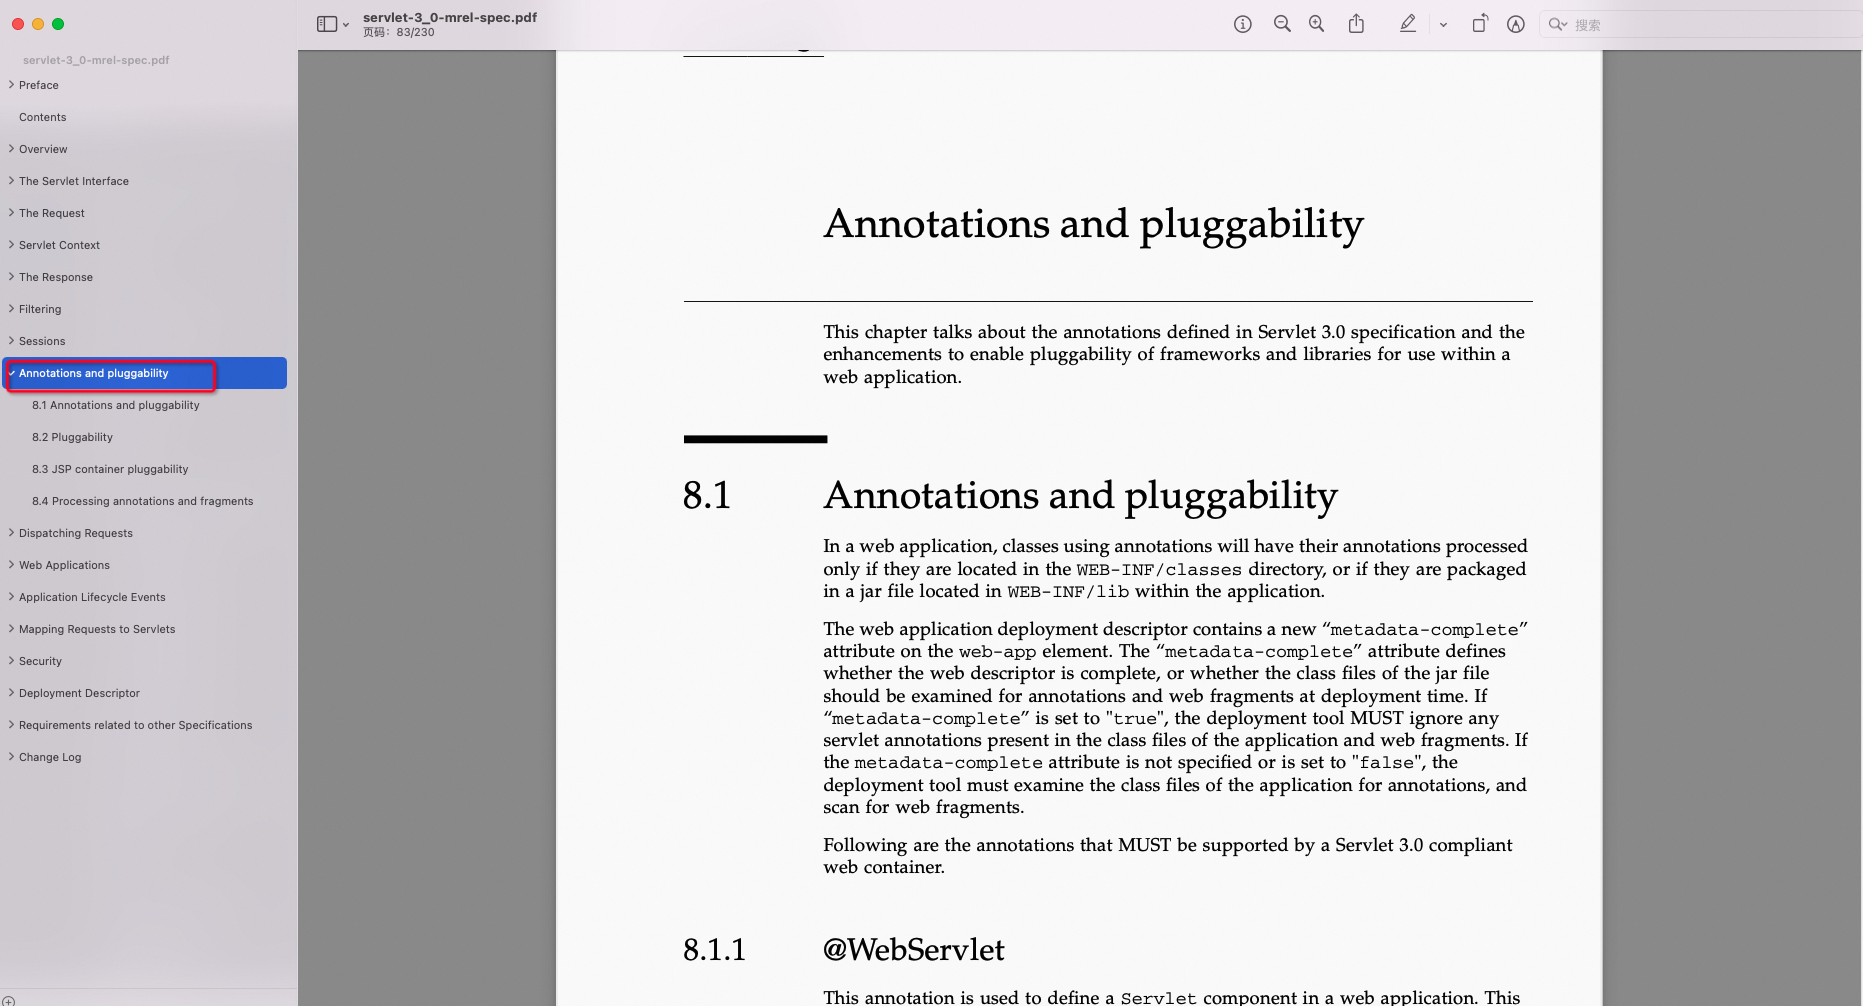 servlet-3_0-mrel-spec.pdf
页码：83/230
搜索
servlet-3_0-mrel-spec.pdf
Preface
Contents
Overview
The Servlet Interface
The Request
Servlet Context
The Response
Filtering
Sessions
Annotations and pluggability
8.1 Annotations and pluggability
8.2 Pluggability
8.3 JSP container pluggability
8.4 Processing annotations and fragments
Dispatching Requests
Web Applications
Application Lifecycle Events
Mapping Requests to Servlets
Security
Deployment Descriptor
Requirements related to other Specifications
Change Log
Annotations and pluggability
This chapter talks about the annotations defined in Servlet 3.0 specification and the
enhancements to enable pluggability of frameworks and libraries for use within a
web application.
8.1 Annotations and pluggability
In a web application, classes using annotations will have their annotations processed
only if they are located in the WEB-INF/classes directory, or if they are packaged
in a jar file located in WEB-INF/lib within the application.
The web application deployment descriptor contains a new “metadata-complete”
attribute on the web-app element. The “metadata-complete” attribute defines
whether the web descriptor is complete, or whether the class files of the jar file
should be examined for annotations and web fragments at deployment time. If
“metadata-complete” is set to "true", the deployment tool MUST ignore any
servlet annotations present in the class files of the application and web fragments. If
the metadata-complete attribute is not specified or is set to "false", the
deployment tool must examine the class files of the application for annotations, and
scan for web fragments.
Following are the annotations that MUST be supported by a Servlet 3.0 compliant
web container.
8.1.1 @WebServlet
This annotation is used to define a Servlet component in a web application. This